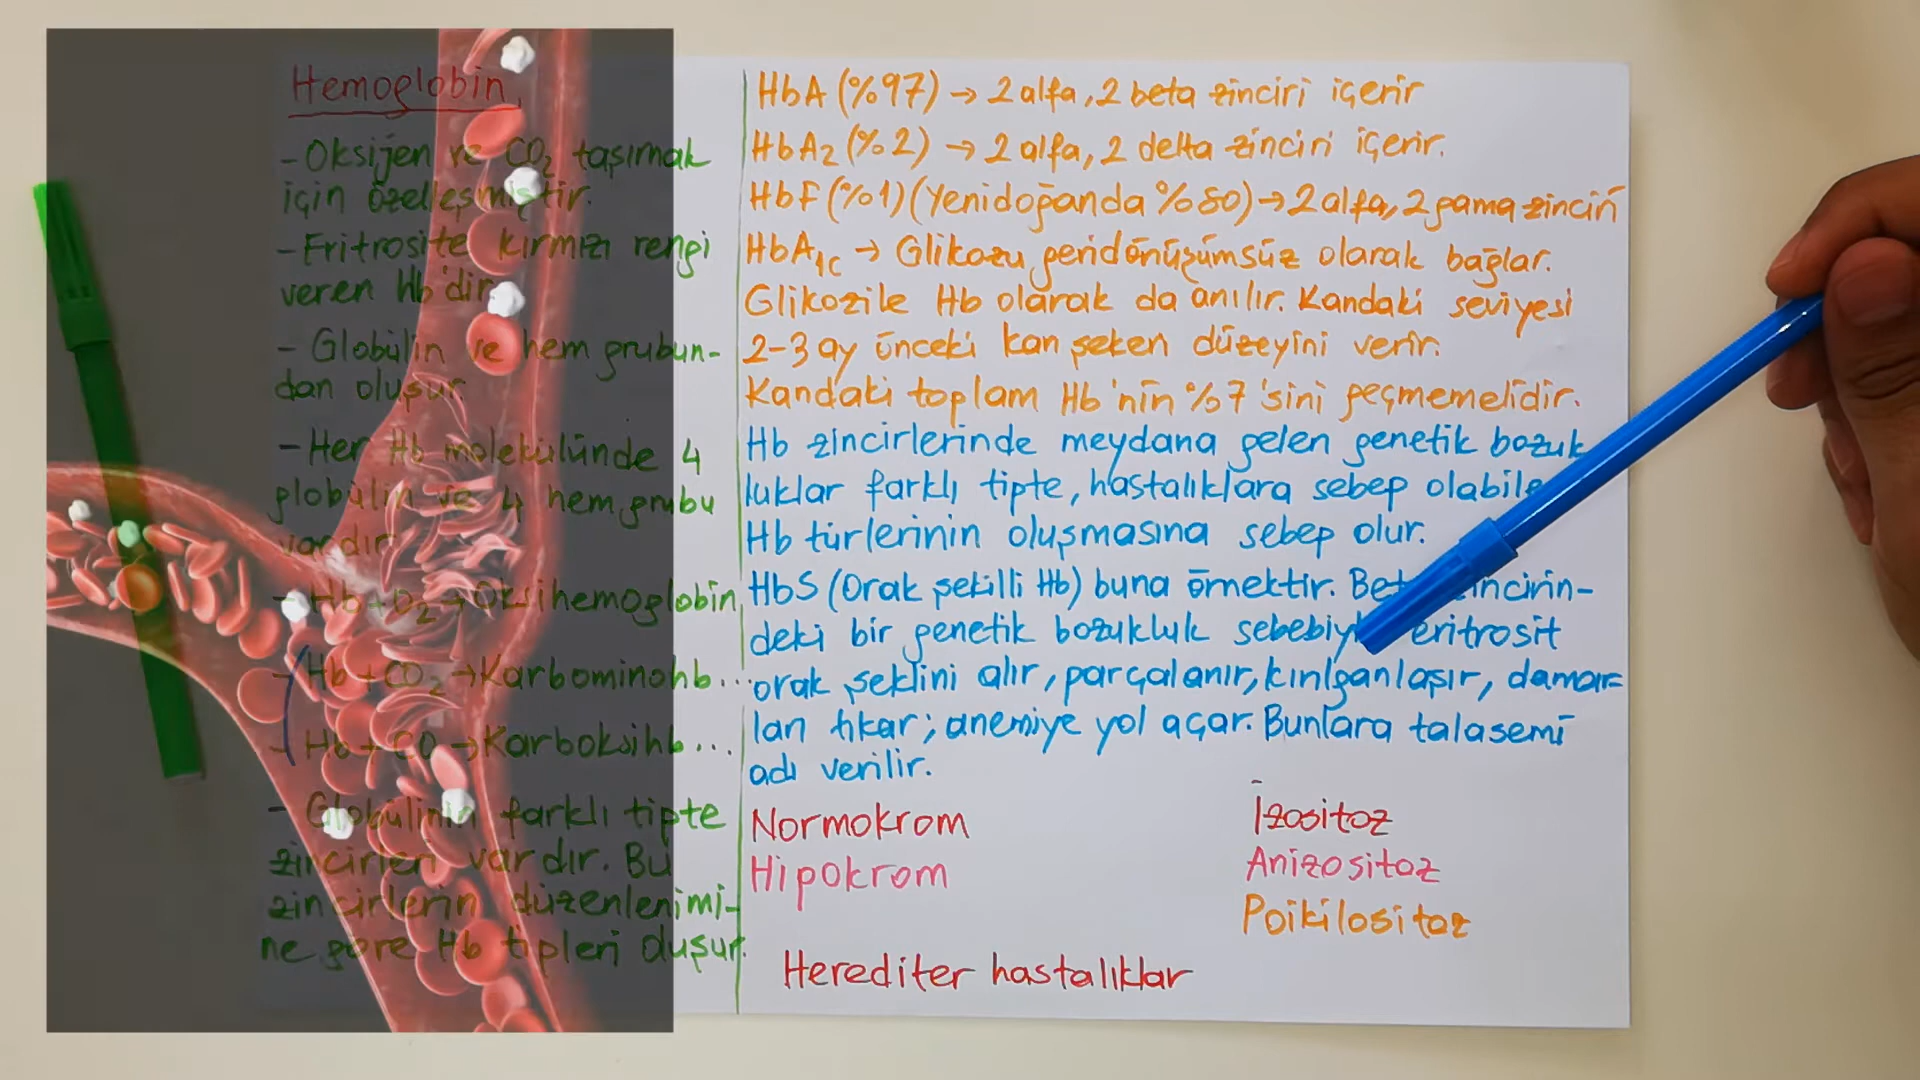 Hemoglobin
- Oksijen ve CO2 taşımak
için özelleşmiştir.
- Eritrosite kırmızı rengi
veren Hb'dir
- Globülin ve hem grubun-
dan oluşur.
- Her Hb molekülünde 4
globülin ve 4 hem grubu
vardır
- Hb + O2 → Oksihemoglobin
- Hb + CO2 → Karbominohb...
- Hb + CO → Karboksihb...
- Globülinin farklı tipte
zincirleri vardır. Bu
zincirlerin düzenlenimi-
ne göre Hb tipleri oluşur.
HbA (%97) → 2 alfa, 2 beta zinciri içerir
HbA2 (%2) → 2 alfa, 2 delta zinciri içerir.
HbF (%1) (Yenidoğanda %80) → 2 alfa, 2 gama zinciri
HbA1C → Glikozu geridönüşümsüz olarak bağlar.
Glikozile Hb olarak da anılır. Kandaki seviyesi
2-3 ay önceki kan şekeri düzeyini verir.
Kandaki toplam Hb'nin %7'sini geçmemelidir.
Hb zincirlerinde meydana gelen genetik bozuk
luklar farklı tipte, hastalıklara sebep olabile
Hb türlerinin oluşmasına sebep olur.
HbS (Orak şekilli Hb) buna örnektir. Bet zincirin-
deki bir genetik bozukluk sebebiyl eritrosit
orak şeklini alır, parçalanır, kırılganlaşır, damar-
ları tıkar; anemiye yol açar. Bunlara talasemi
adı verilir.
Normokrom
İzositoz
Hipokrom
Anizositoz
Poikilositoz
Herediter hastalıklar